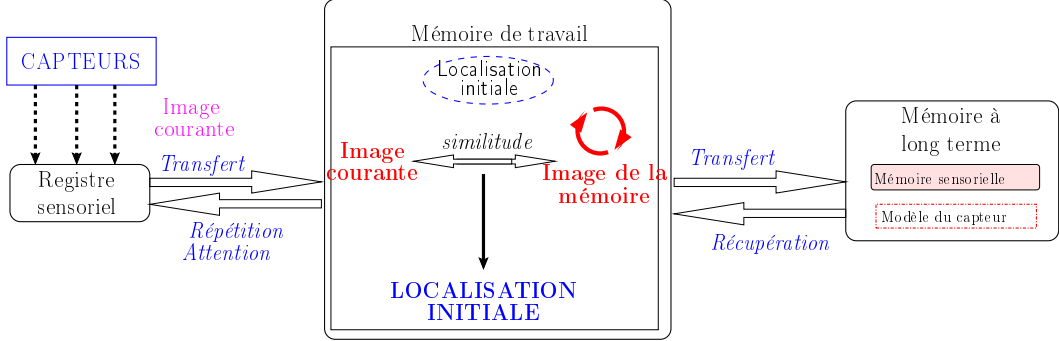 CAPTEURS
Image
courante
Registre
sensoriel
Transfert
Répétition
Attention
Mémoire de travail
Localisation
initiale
Image
courante
similitude
Image de la
mémoire
LOCALISATION
INITIALE
Transfert
Récupération
Mémoire à
long terme
Mémoire sensorielle
Modèle du capteur